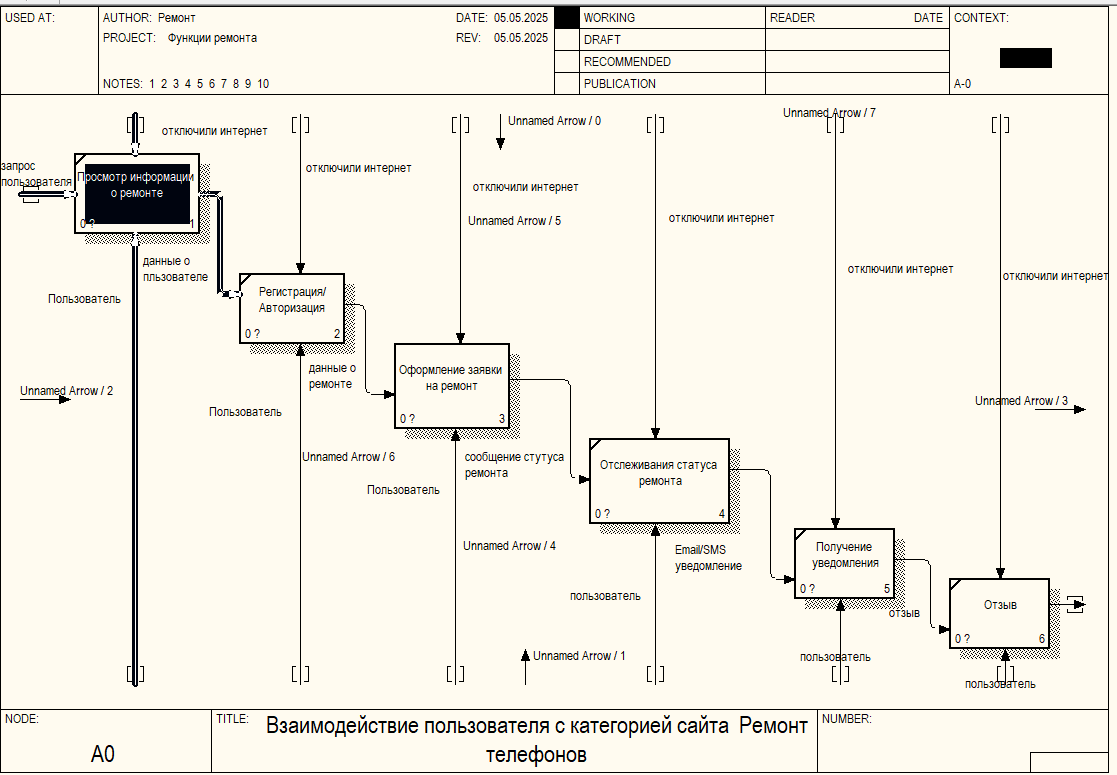 USED AT:
AUTHOR: Ремонт
DATE: 05.05.2025
WORKING
READER
DATE
CONTEXT:
PROJECT: Функции ремонта
REV: 05.05.2025
DRAFT
RECOMMENDED
NOTES: 1 2 3 4 5 6 7 8 9 10
PUBLICATION
A-0
отключили интернет
Unnamed Arrow / 0
Unnamed Arrow / 7
запрос
пользователя
Просмотр информации
о ремонте
0 ?
1
отключили интернет
отключили интернет
Unnamed Arrow / 5
отключили интернет
отключили интернет
отключили интернет
данные о
пльзователе
Пользователь
Регистрация/
Авторизация
0 ?
2
Unnamed Arrow / 2
данные о
ремонте
Оформление заявки
на ремонт
0 ?
3
Unnamed Arrow / 3
Пользователь
Unnamed Arrow / 6
сообщение стутуса
ремонта
Отслеживания статуса
ремонта
0 ?
4
Пользователь
Unnamed Arrow / 4
Email/SMS
уведомление
Получение
уведомления
0 ?
5
пользователь
отзыв
Отзыв
0 ?
6
Unnamed Arrow / 1
пользователь
пользователь
NODE:
TITLE:
Взаимодействие пользователя с категорией сайта Ремонт
телефонов
NUMBER:
A0